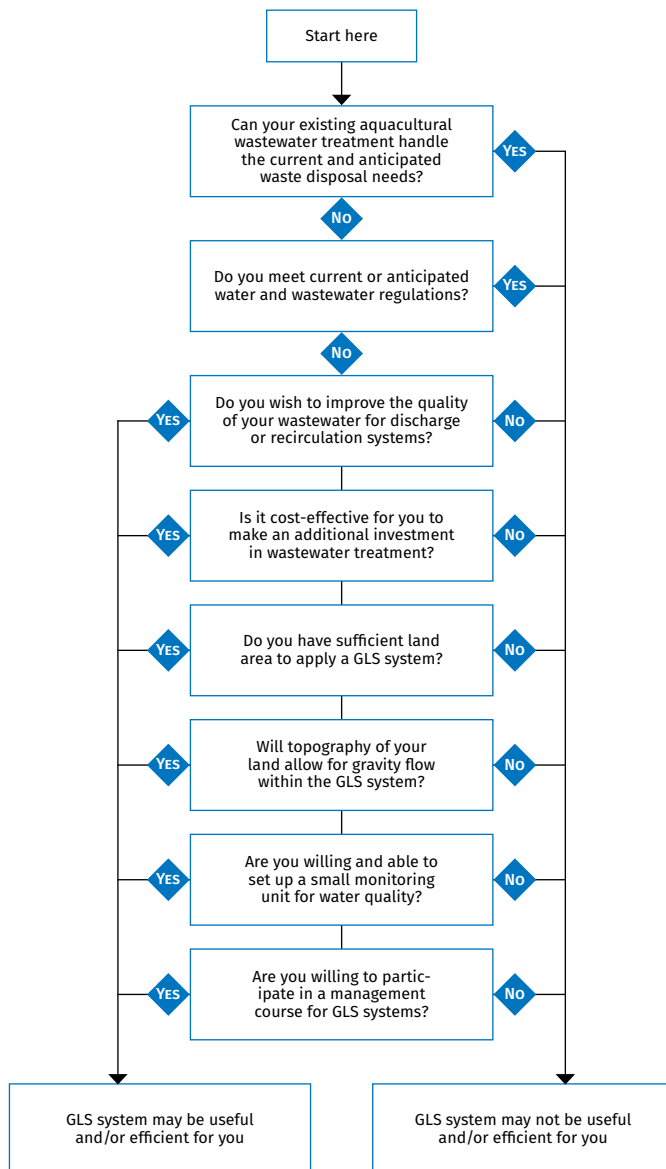 Start here
Can your existing aquacultural
wastewater treatment handle
the current and anticipated
waste disposal needs?
YES
NO
Do you meet current or anticipated
water and wastewater regulations?
YES
NO
YES
Do you wish to improve the quality
of your wastewater for discharge
or recirculation systems?
NO
YES
Is it cost-effective for you to
make an additional investment
in wastewater treatment?
NO
YES
Do you have sufficient land
area to apply a GLS system?
NO
YES
Will topography of your
land allow for gravity flow
within the GLS system?
NO
YES
Are you willing and able to
set up a small monitoring
unit for water quality?
NO
YES
Are you willing to partic-
ipate in a management
course for GLS systems?
NO
GLS system may be useful
and/or efficient for you
GLS system may not be useful
and/or efficient for you